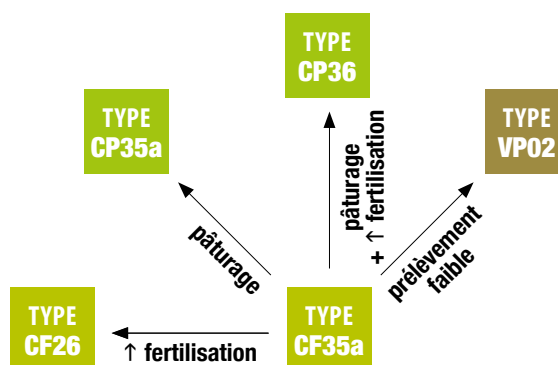 TYPE
CP36
TYPE
CP35a
TYPE
VP02
pâturage
+ ↑ fertilisation
pâturage
prélèvement
faible
TYPE
CF26
↑ fertilisation
TYPE
CF35a